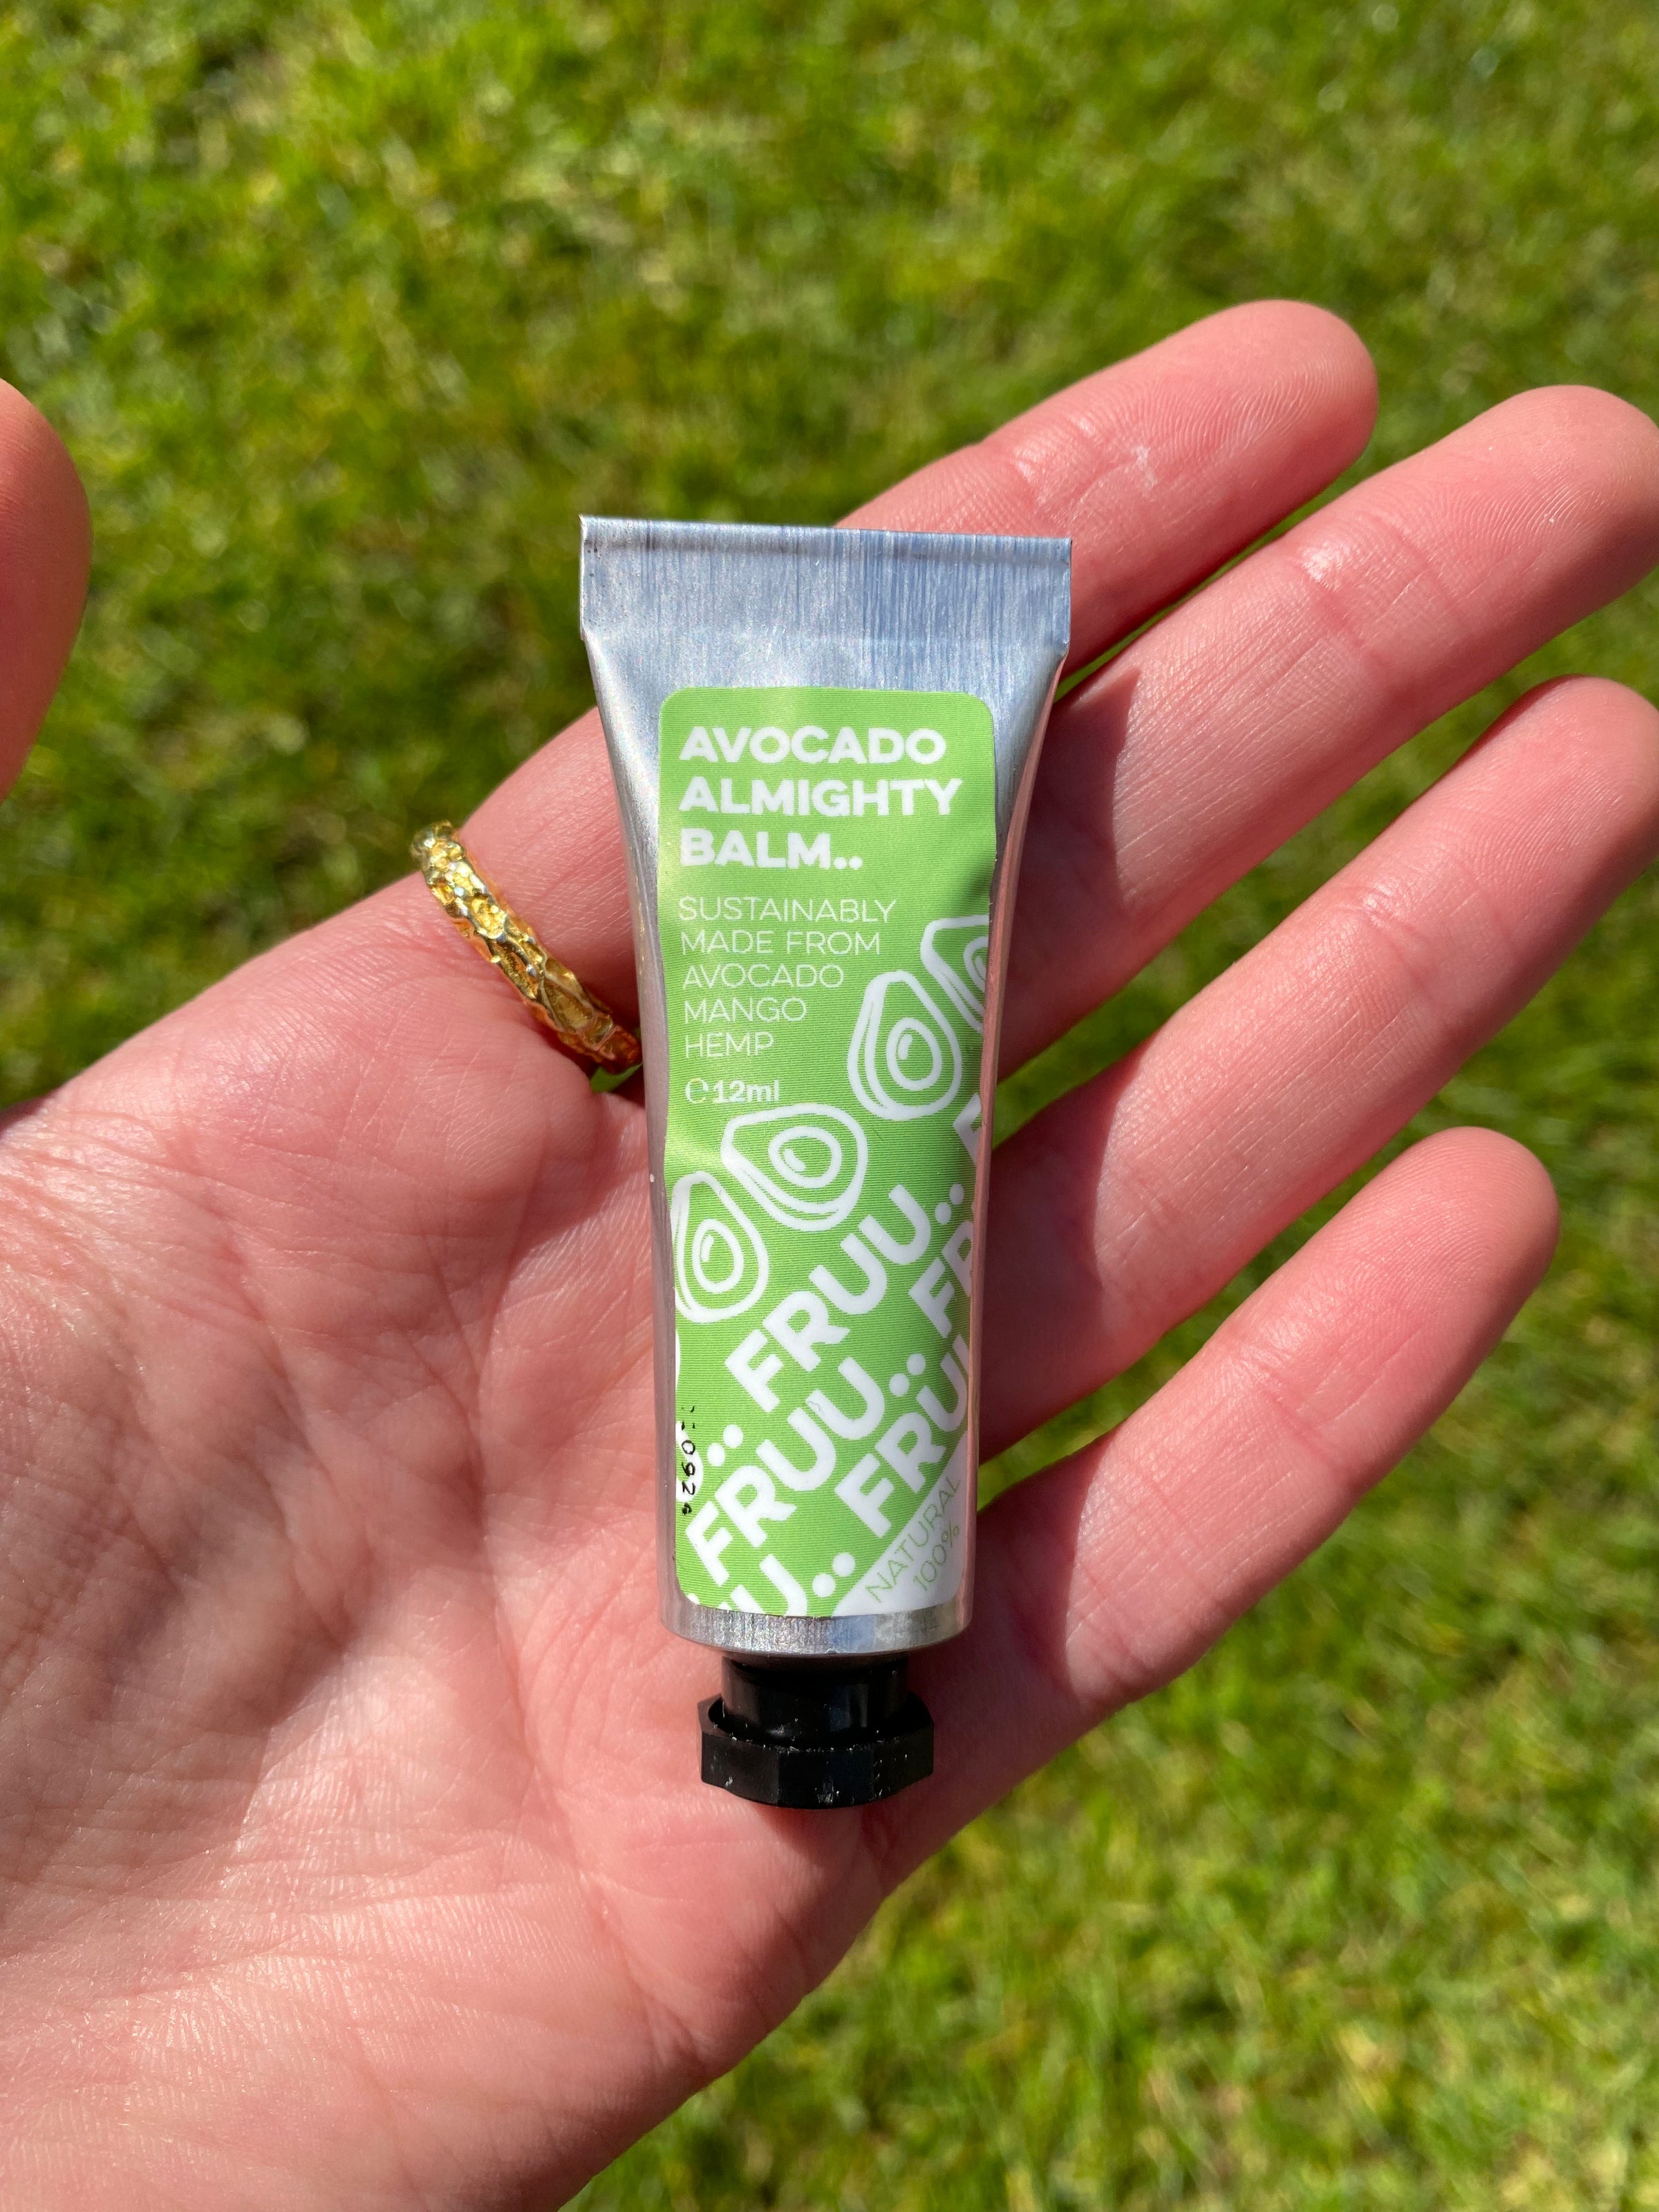 AVOCADO
ALMIGHTY
BALM..
SUSTAINABLY
MADE FROM
AVOCADO
MANGO
HEMP
℮12ml
FRUU..
FRUU..
FRUU
NATURAL
100%